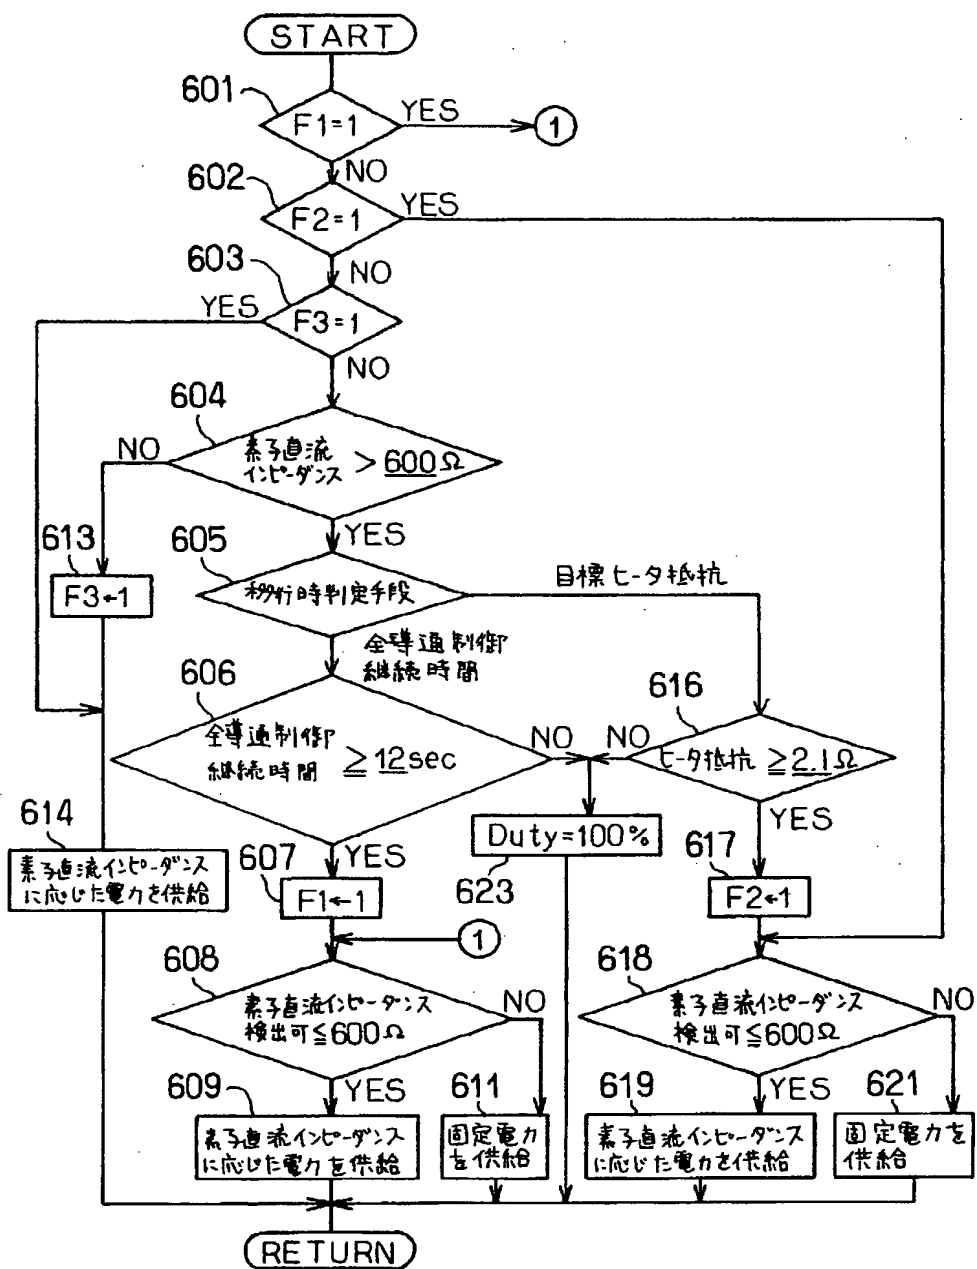 START
601
F1=1
YES
1
NO
602
F2=1
YES
NO
603
YES
F3=1
NO
604
NO
素子直流
インピーダンス
> 600Ω
YES
613
F3←1
605
移行時判定手段
目標ヒータ抵抗
全導通制御
継続時間
606
全導通制御
継続時間
≧12sec
NO
NO
616
ヒータ抵抗 ≧2.1Ω
YES
614
素子直流インピーダンス
に応じた電力を供給
YES
607
F1←1
Duty=100%
623
617
F2←1
1
608
素子直流インピーダンス
検出可≦600Ω
NO
618
素子直流インピーダンス
検出可≦600Ω
NO
609
YES
素子直流インピーダンス
に応じた電力を供給
611
固定電力
を供給
619
YES
素子直流インピーダンス
に応じた電力を供給
621
固定電力を
供給
RETURN